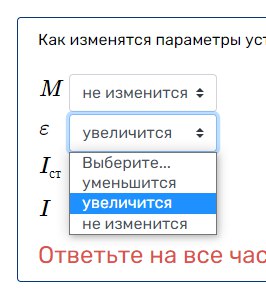 Как изменятся параметры уст
M не изменится
ε увеличится
Iст Выберите...
уменьшится
увеличится
I не изменится
Ответьте на все час